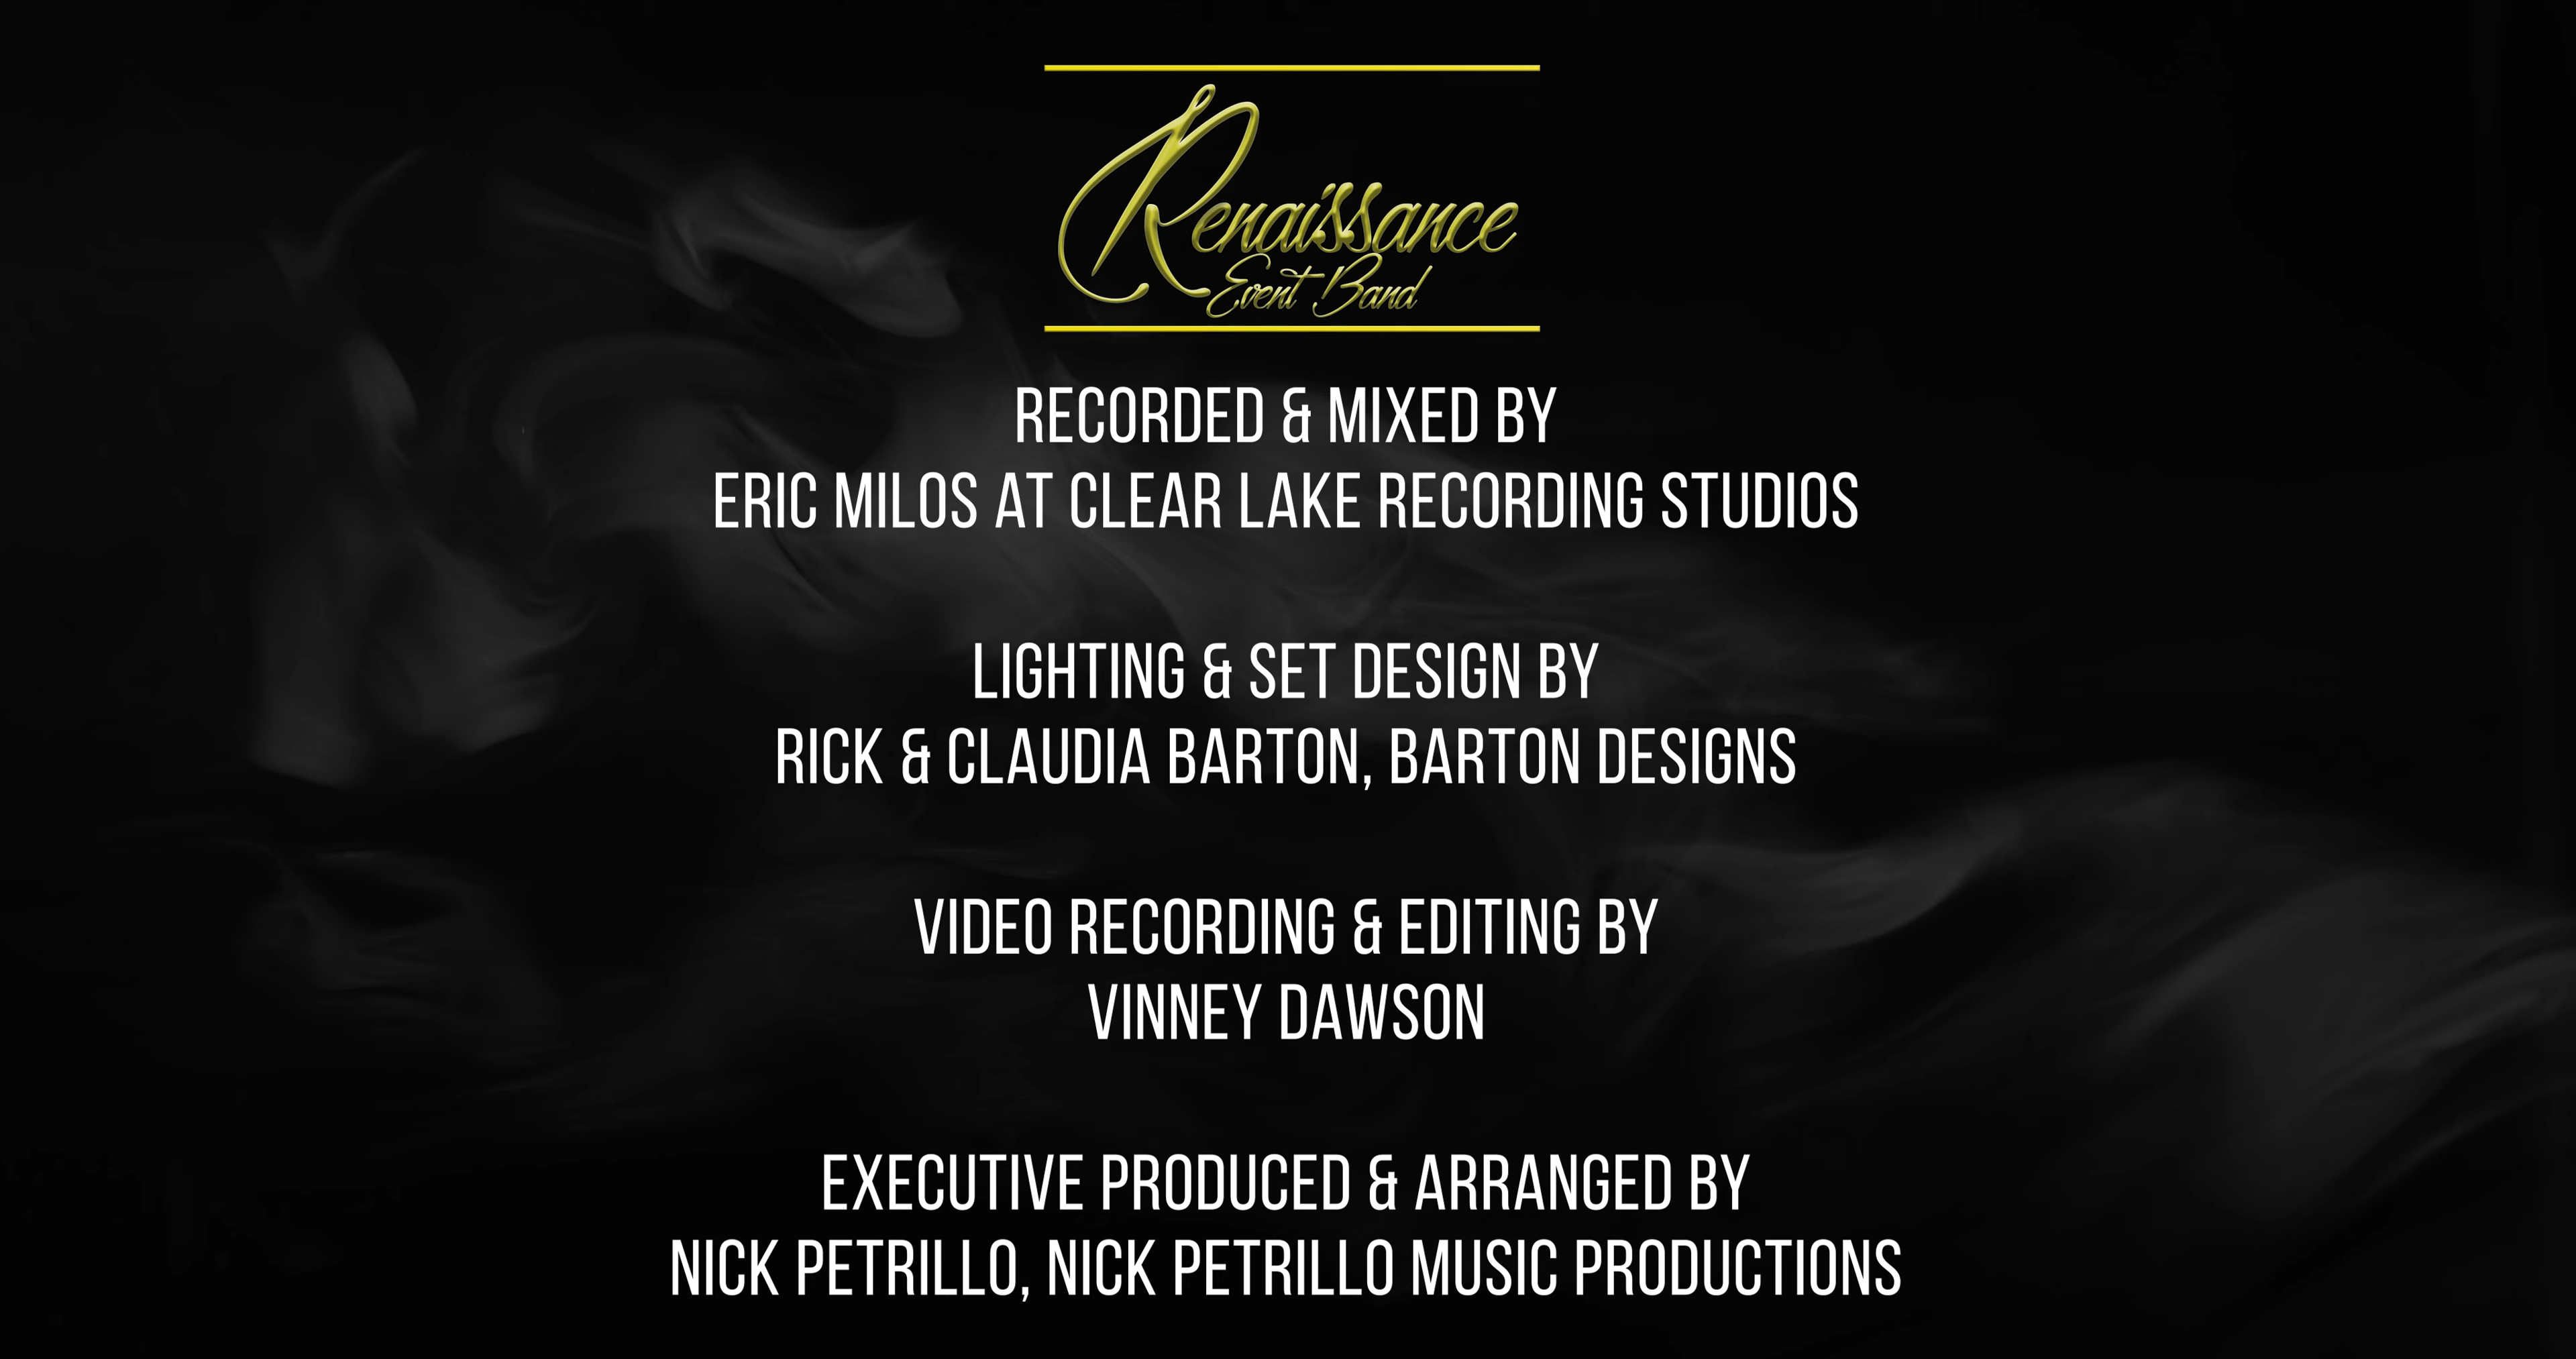 Renaissance
Event Band
RECORDED & MIXED BY
ERIC MILOS AT CLEAR LAKE RECORDING STUDIOS
LIGHTING & SET DESIGN BY
RICK & CLAUDIA BARTON, BARTON DESIGNS
VIDEO RECORDING & EDITING BY
VINNEY DAWSON
EXECUTIVE PRODUCED & ARRANGED BY
NICK PETRILLO, NICK PETRILLO MUSIC PRODUCTIONS